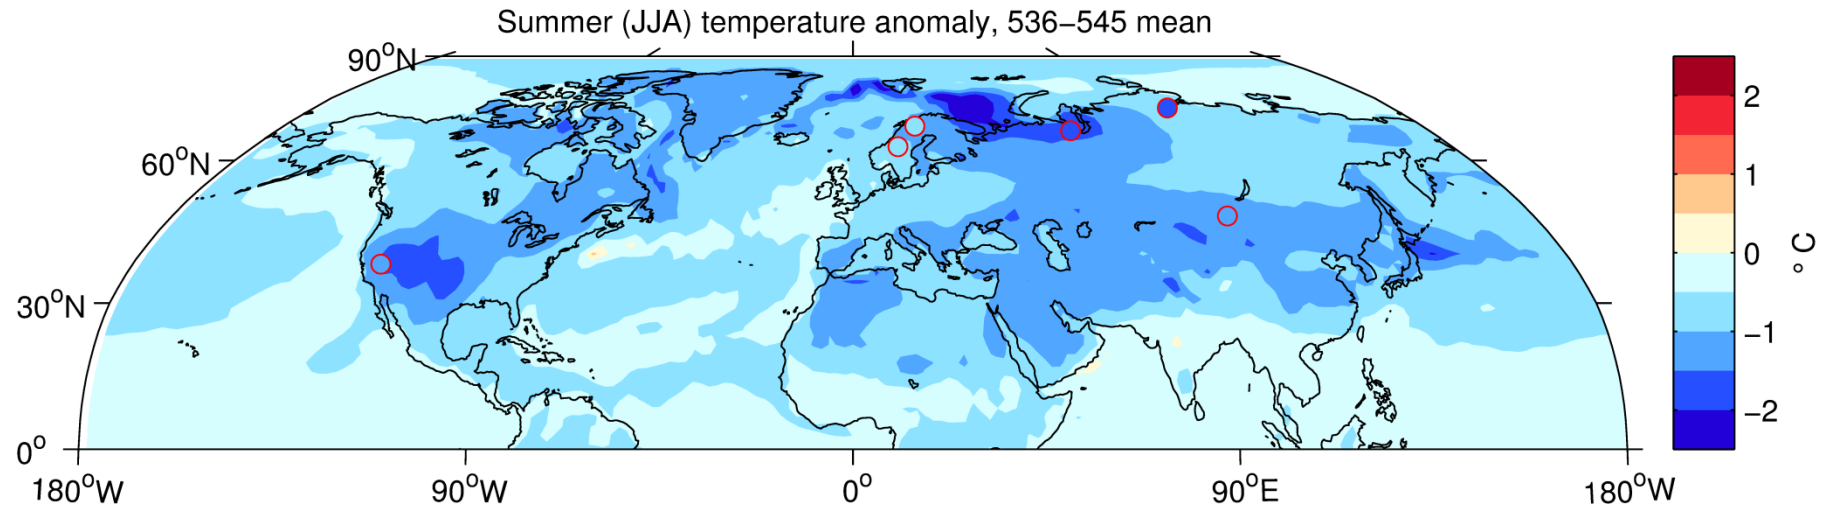 Summer (JJA) temperature anomaly, 536−545 mean
90°N
60°N
30°N
0°
180°W
90°W
0°
90°E
180°W
2
1
0
−1
−2
° C